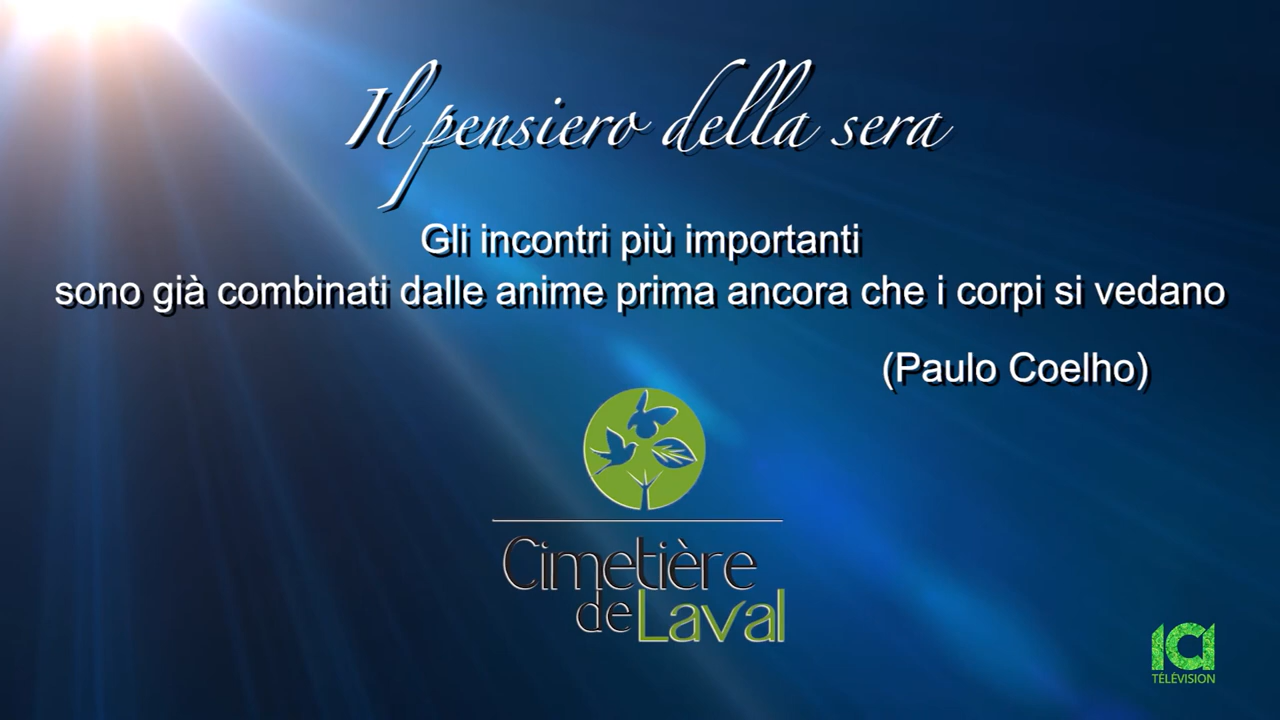 Il pensiero della sera
Gli incontri più importanti
sono già combinati dalle anime prima ancora che i corpi si vedano
(Paulo Coelho)
Cimetière
de Laval
ICI
TÉLÉVISION